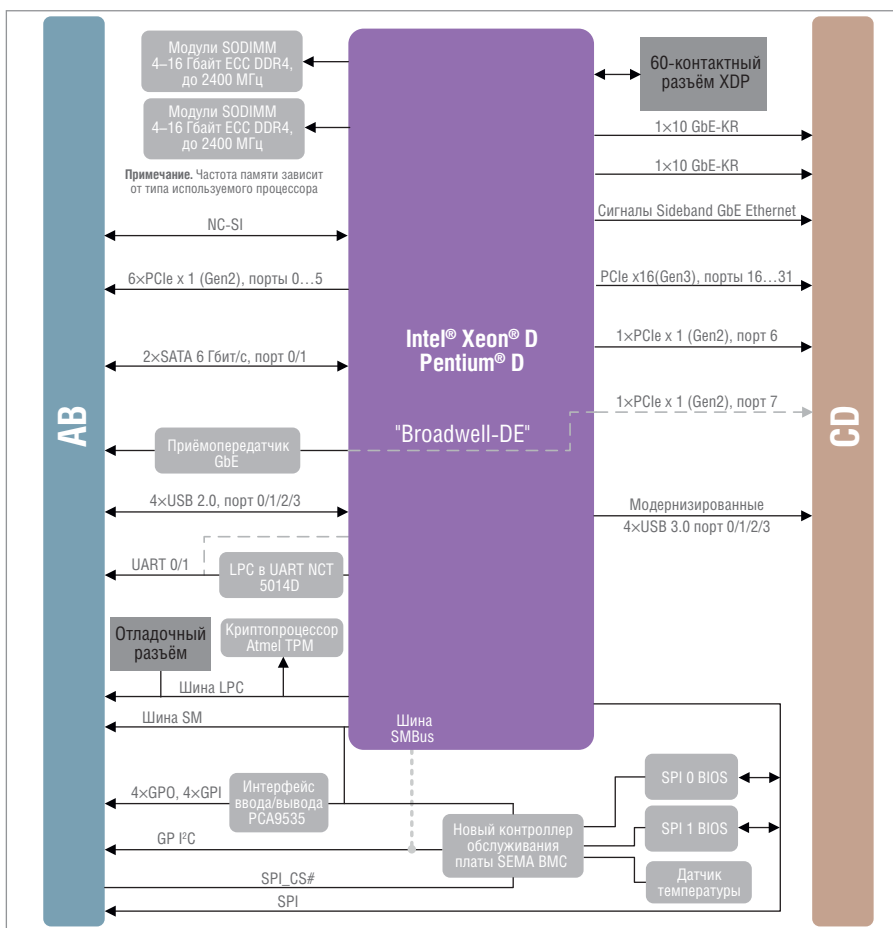 AB
Модули SODIMM
4–16 Гбайт ECC DDR4,
до 2400 МГц
Модули SODIMM
4–16 Гбайт ECC DDR4,
до 2400 МГц
Примечание. Частота памяти зависит
от типа используемого процессора
NC-SI
6×PCIe x 1 (Gen2), порты 0…5
2×SATA 6 Гбит/с, порт 0/1
Приёмопередатчик
GbE
4×USB 2.0, порт 0/1/2/3
UART 0/1
LPC в UART NCT
5014D
Отладочный
разъём
Криптопроцессор
Atmel TPM
Шина LPC
Шина SM
4×GPO, 4×GPI
Интерфейс
ввода/вывода
PCA9535
GP I²C
SPI_CS#
SPI
Intel® Xeon® D
Pentium® D
"Broadwell-DE"
Шина
SMBus
Новый контроллер
обслуживания
платы SEMA BMC
60-контактный
разъём XDP
1×10 GbE-KR
1×10 GbE-KR
Сигналы Sideband GbE Ethernet
PCIe x16(Gen3), порты 16…31
1×PCIe x 1 (Gen2), порт 6
1×PCIe x 1 (Gen2), порт 7
Модернизированные
4×USB 3.0 порт 0/1/2/3
SPI 0 BIOS
SPI 1 BIOS
Датчик
температуры
CD